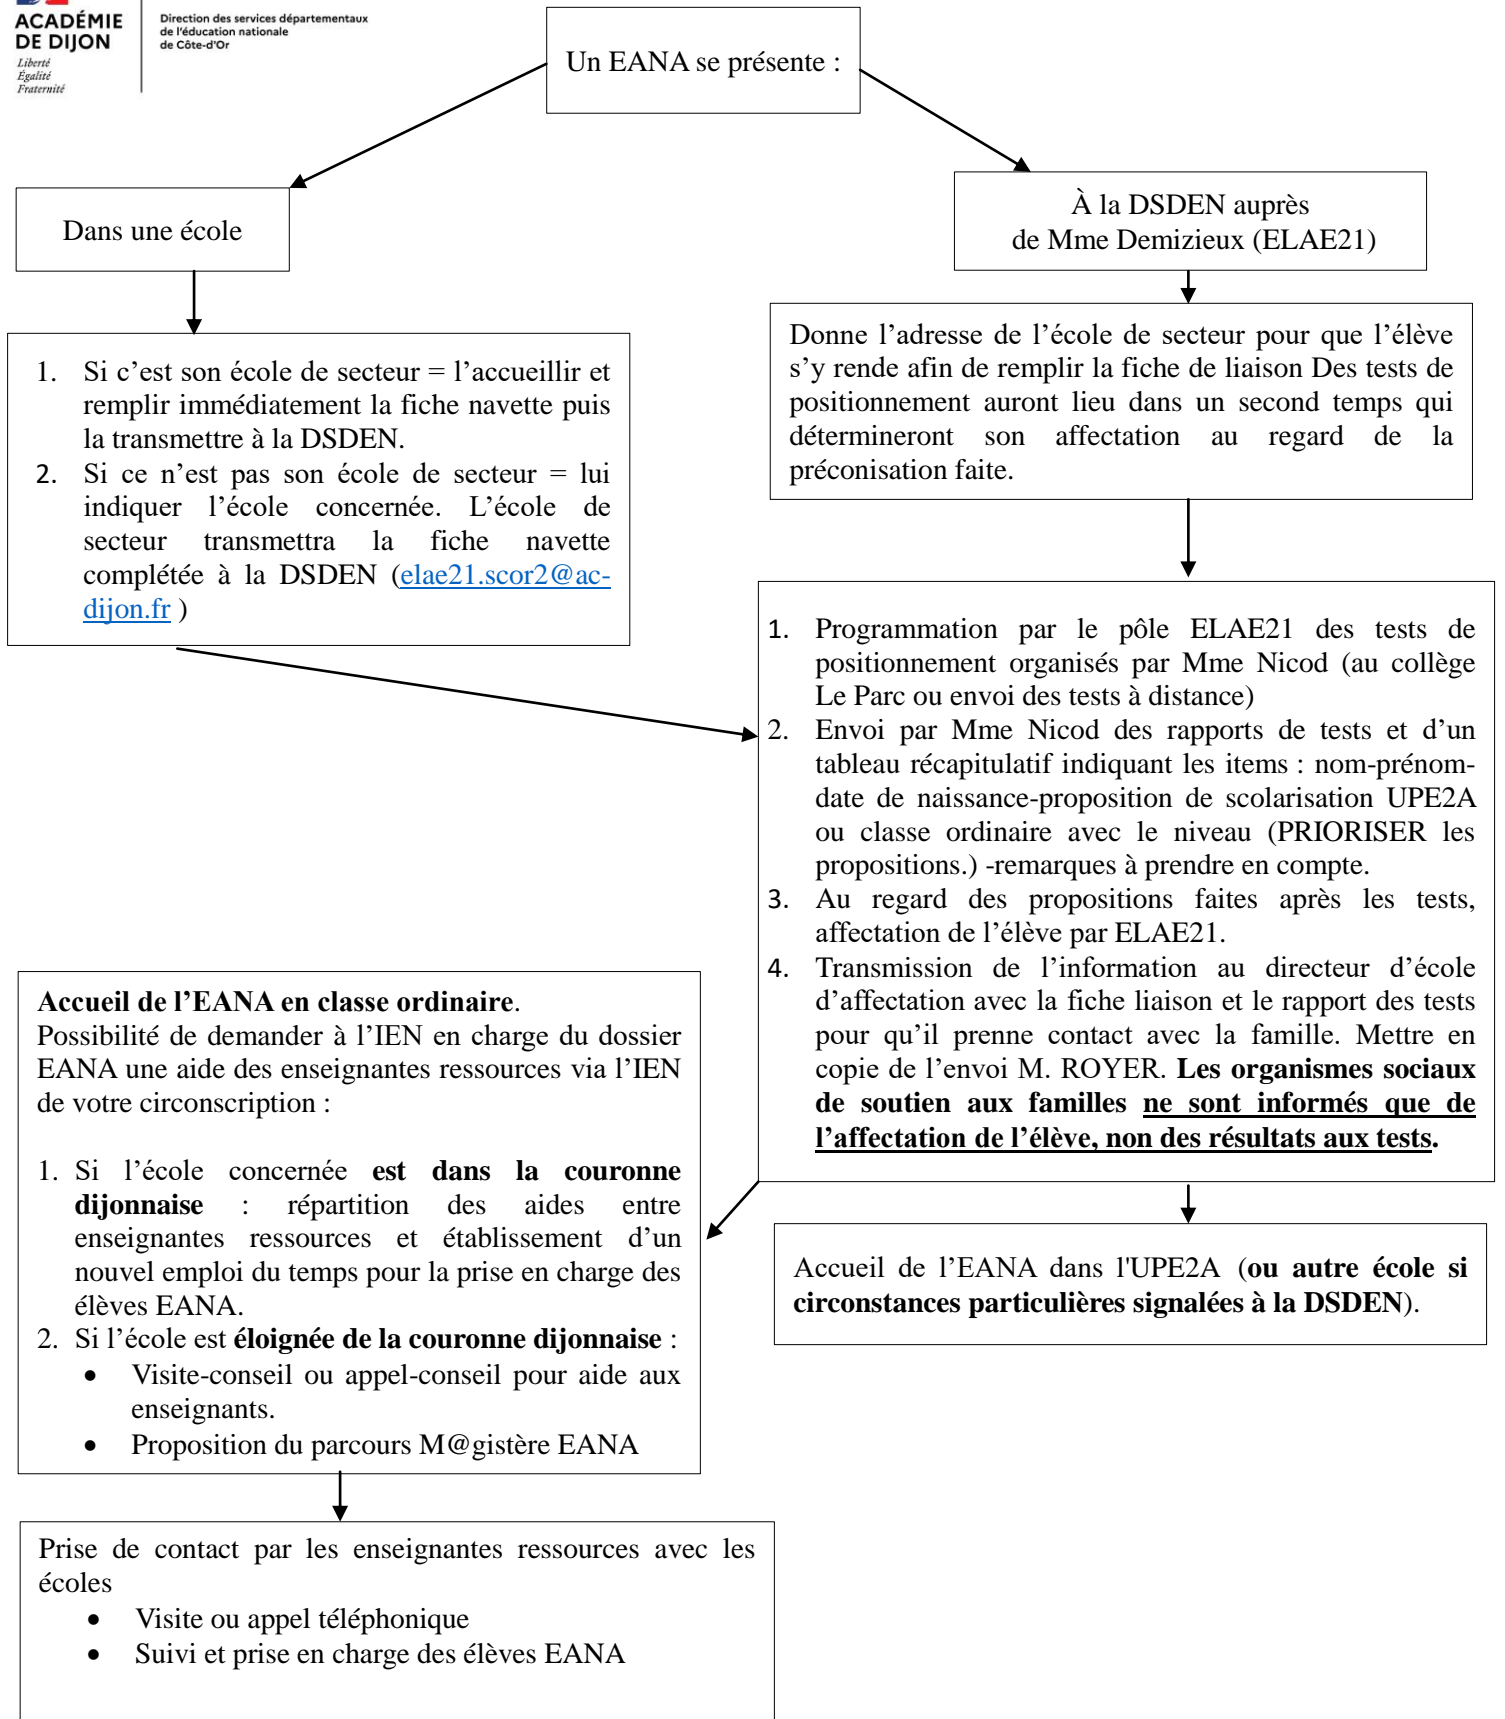 ACADÉMIE
DE DIJON
Liberté
Égalité
Fraternité
Direction des services départementaux
de l'éducation nationale
de Côte-d'Or
Un EANA se présente :
Dans une école
À la DSDEN auprès
de Mme Demizieux (ELAE21)
1. Si c’est son école de secteur = l’accueillir et
remplir immédiatement la fiche navette puis
la transmettre à la DSDEN.
2. Si ce n’est pas son école de secteur = lui
indiquer l’école concernée. L’école de
secteur transmettra la fiche navette
complétée à la DSDEN (elae21.scor2@ac-
dijon.fr )
Donne l’adresse de l’école de secteur pour que l’élève
s’y rende afin de remplir la fiche de liaison Des tests de
positionnement auront lieu dans un second temps qui
détermineront son affectation au regard de la
préconisation faite.
1. Programmation par le pôle ELAE21 des tests de
positionnement organisés par Mme Nicod (au collège
Le Parc ou envoi des tests à distance)
2. Envoi par Mme Nicod des rapports de tests et d’un
tableau récapitulatif indiquant les items : nom-prénom-
date de naissance-proposition de scolarisation UPE2A
ou classe ordinaire avec le niveau (PRIORISER les
propositions.) -remarques à prendre en compte.
3. Au regard des propositions faites après les tests,
affectation de l’élève par ELAE21.
4. Transmission de l’information au directeur d’école
d’affectation avec la fiche liaison et le rapport des tests
pour qu’il prenne contact avec la famille. Mettre en
copie de l’envoi M. ROYER. Les organismes sociaux
de soutien aux familles ne sont informés que de
l’affectation de l’élève, non des résultats aux tests.
Accueil de l’EANA en classe ordinaire.
Possibilité de demander à l’IEN en charge du dossier
EANA une aide des enseignantes ressources via l’IEN
de votre circonscription :
1. Si l’école concernée est dans la couronne
dijonnaise : répartition des aides entre
enseignantes ressources et établissement d’un
nouvel emploi du temps pour la prise en charge des
élèves EANA.
2. Si l’école est éloignée de la couronne dijonnaise :
• Visite-conseil ou appel-conseil pour aide aux
enseignants.
• Proposition du parcours M@gistère EANA
Accueil de l’EANA dans l'UPE2A (ou autre école si
circonstances particulières signalées à la DSDEN).
Prise de contact par les enseignantes ressources avec les
écoles
• Visite ou appel téléphonique
• Suivi et prise en charge des élèves EANA